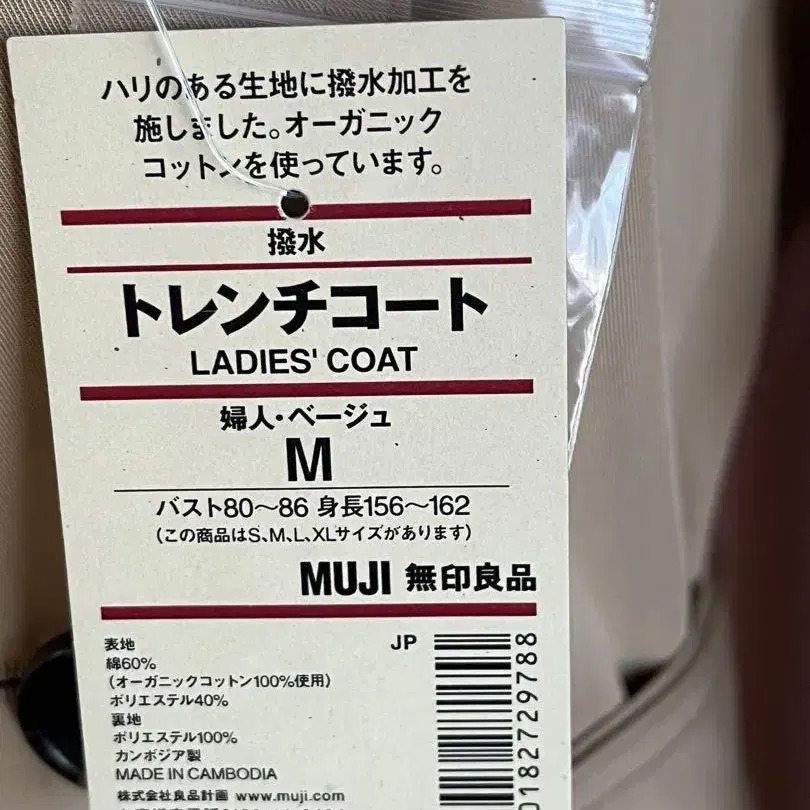 ハリのある生地に撥水加工を
施しました。オーガニック
コットンを使っています。
撥水
トレンチコート
LADIES' COAT
婦人・ベージュ
M
バスト80〜86 身長156〜162
(この商品はS、M、L、XLサイズがあります)
MUJI 無印良品
表地
綿60%
(オーガニックコットン100%使用)
ポリエステル40%
裏地
ポリエステル100%
カンボジア製
MADE IN CAMBODIA
株式会社良品計画 www.muji.com
JP
0182729788